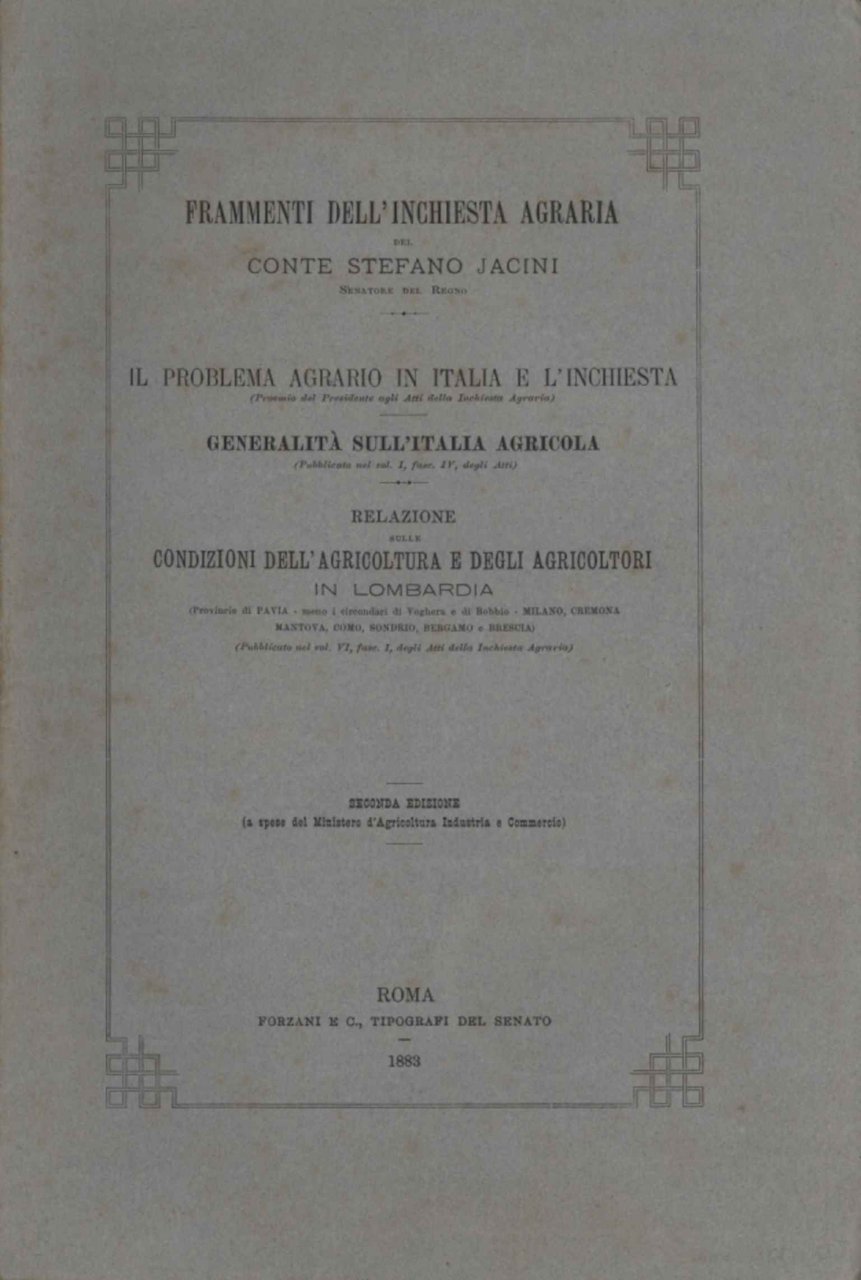 FRAMMENTI DELL'INCHIESTA AGRARIA
DEL
CONTE STEFANO JACINI
SENATORE DEL REGNO
IL PROBLEMA AGRARIO IN ITALIA E L'INCHIESTA
(Proemio del Presidente agli Atti della Inchiesta Agraria)
GENERALITÀ SULL'ITALIA AGRICOLA
(Pubblicata nel vol. I, fasc. IV, degli Atti)
RELAZIONE
SULLE
CONDIZIONI DELL'AGRICOLTURA E DEGLI AGRICOLTORI
IN LOMBARDIA
(Provincie di PAVIA - meno i circondari di Voghera e di Bobbio - MILANO, CREMONA
MANTOVA, COMO, SONDRIO, BERGAMO e BRESCIA)
(Pubblicato nel vol. VI, fasc. I, degli Atti della Inchiesta Agraria)
SECONDA EDIZIONE
(a spese del Ministero d'Agricoltura Industria e Commercio)
ROMA
FORZANI E C., TIPOGRAFI DEL SENATO
1883